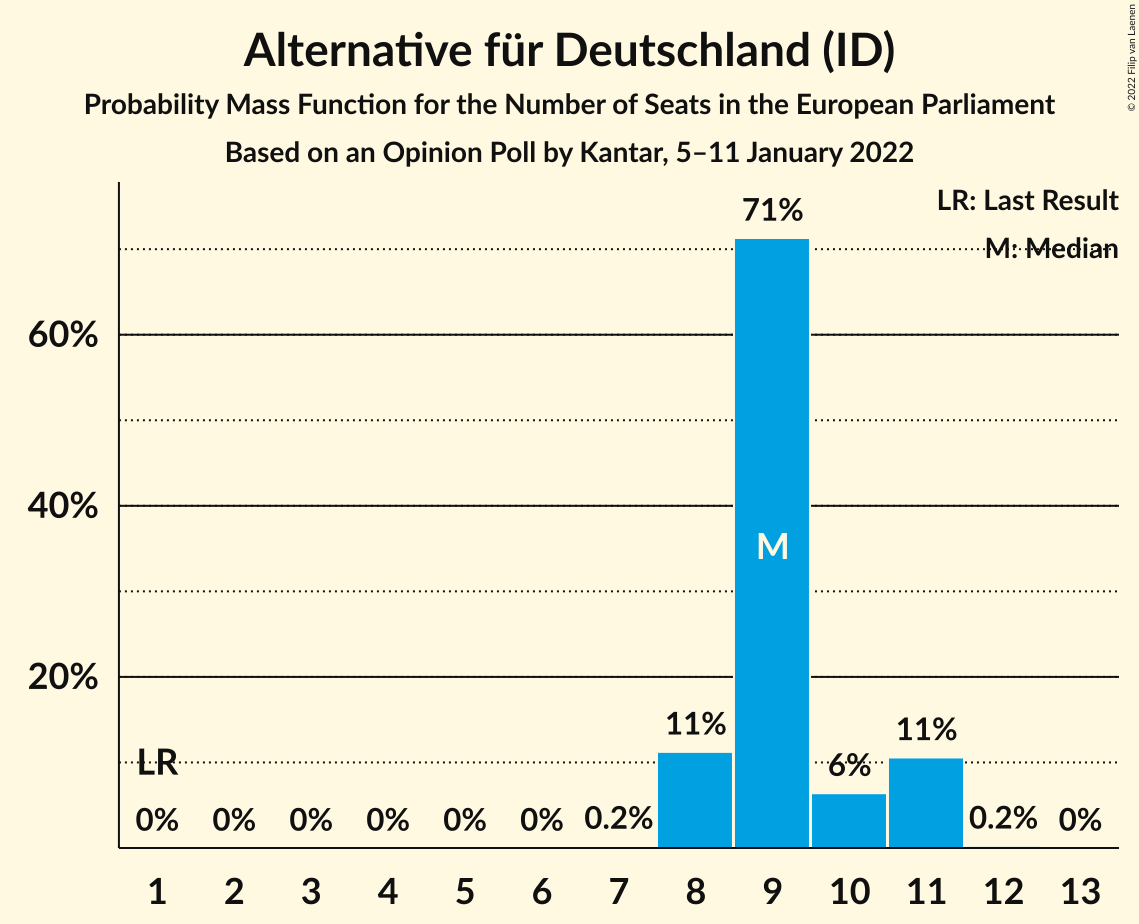 Alternative für Deutschland (ID)
Probability Mass Function for the Number of Seats in the European Parliament
Based on an Opinion Poll by Kantar, 5–11 January 2022
© 2022 Filip van Laenen
LR: Last Result
M: Median
71%
60%
40%
M
20%
11%
11%
LR
6%
0%
0%
0%
0%
0%
0%
0.2%
0.2%
0%
1 2 3 4 5 6 7 8 9 10 11 12 13